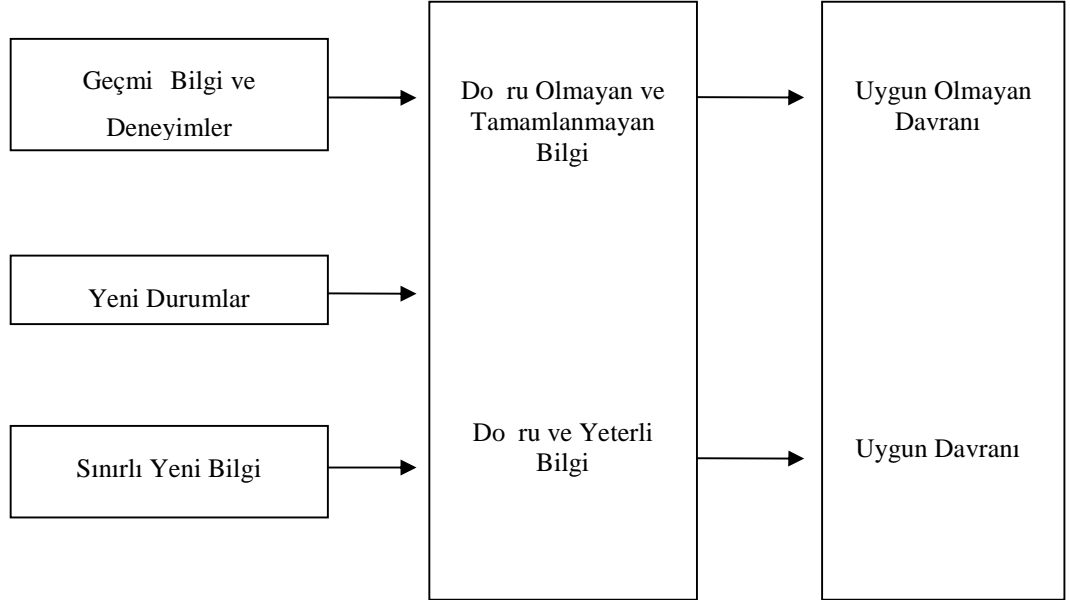 Geçmi Bilgi ve
Deneyimler
Do ru Olmayan ve
Tamamlanmayan
Bilgi
Uygun Olmayan
Davranı
Yeni Durumlar
Sınırlı Yeni Bilgi
Do ru ve Yeterli
Bilgi
Uygun Davranı